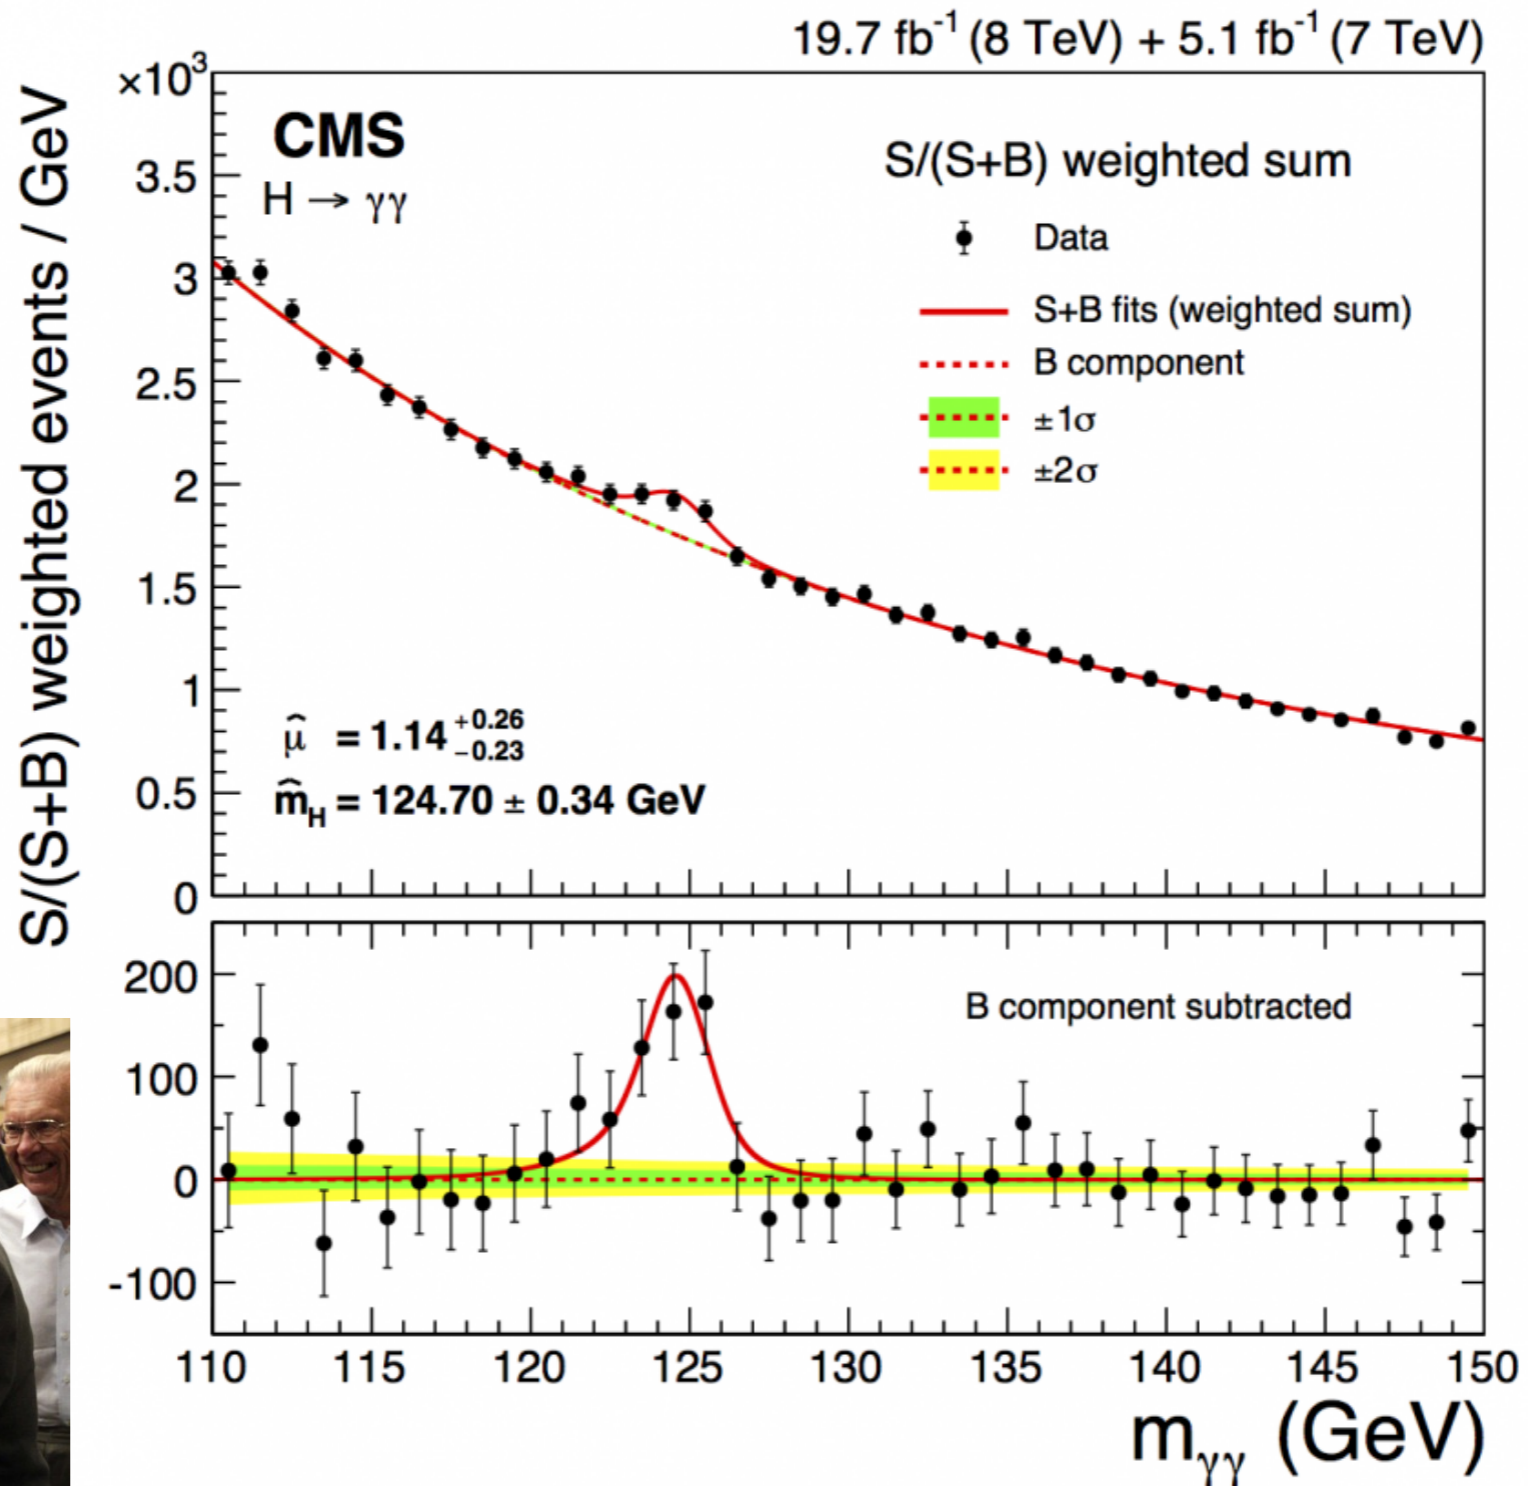 19.7 fb-1 (8 TeV) + 5.1 fb-1 (7 TeV)
×10³
S/(S+B) weighted events / GeV
CMS
H → γγ
S/(S+B) weighted sum
Data
S+B fits (weighted sum)
B component
±1σ
±2σ
3.5
3
2.5
2
1.5
1
0.5
0
μ̂ = 1.14 +0.26 −0.23
m̂H = 124.70 ± 0.34 GeV
B component subtracted
200
100
0
-100
110 115 120 125 130 135 140 145 150
mγγ (GeV)